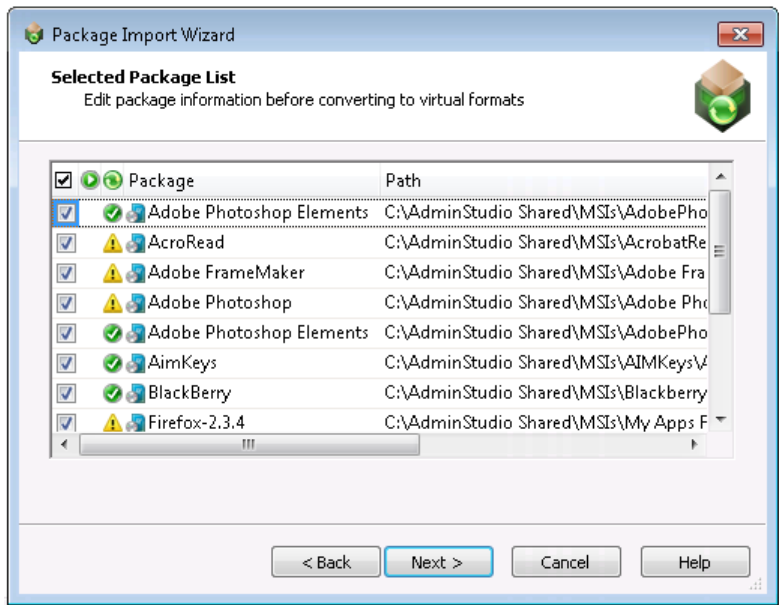 Package Import Wizard
Selected Package List
Edit package information before converting to virtual formats
Package Path
Adobe Photoshop Elements C:\AdminStudio Shared\MSIs\AdobePho
AcroRead C:\AdminStudio Shared\MSIs\AcrobatRe
Adobe FrameMaker C:\AdminStudio Shared\MSIs\Adobe Fra
Adobe Photoshop C:\AdminStudio Shared\MSIs\Adobe Pho
Adobe Photoshop Elements C:\AdminStudio Shared\MSIs\AdobePho
AimKeys C:\AdminStudio Shared\MSIs\AIMKeys\A
BlackBerry C:\AdminStudio Shared\MSIs\Blackberry
Firefox-2.3.4 C:\AdminStudio Shared\MSIs\My Apps F
< Back Next > Cancel Help